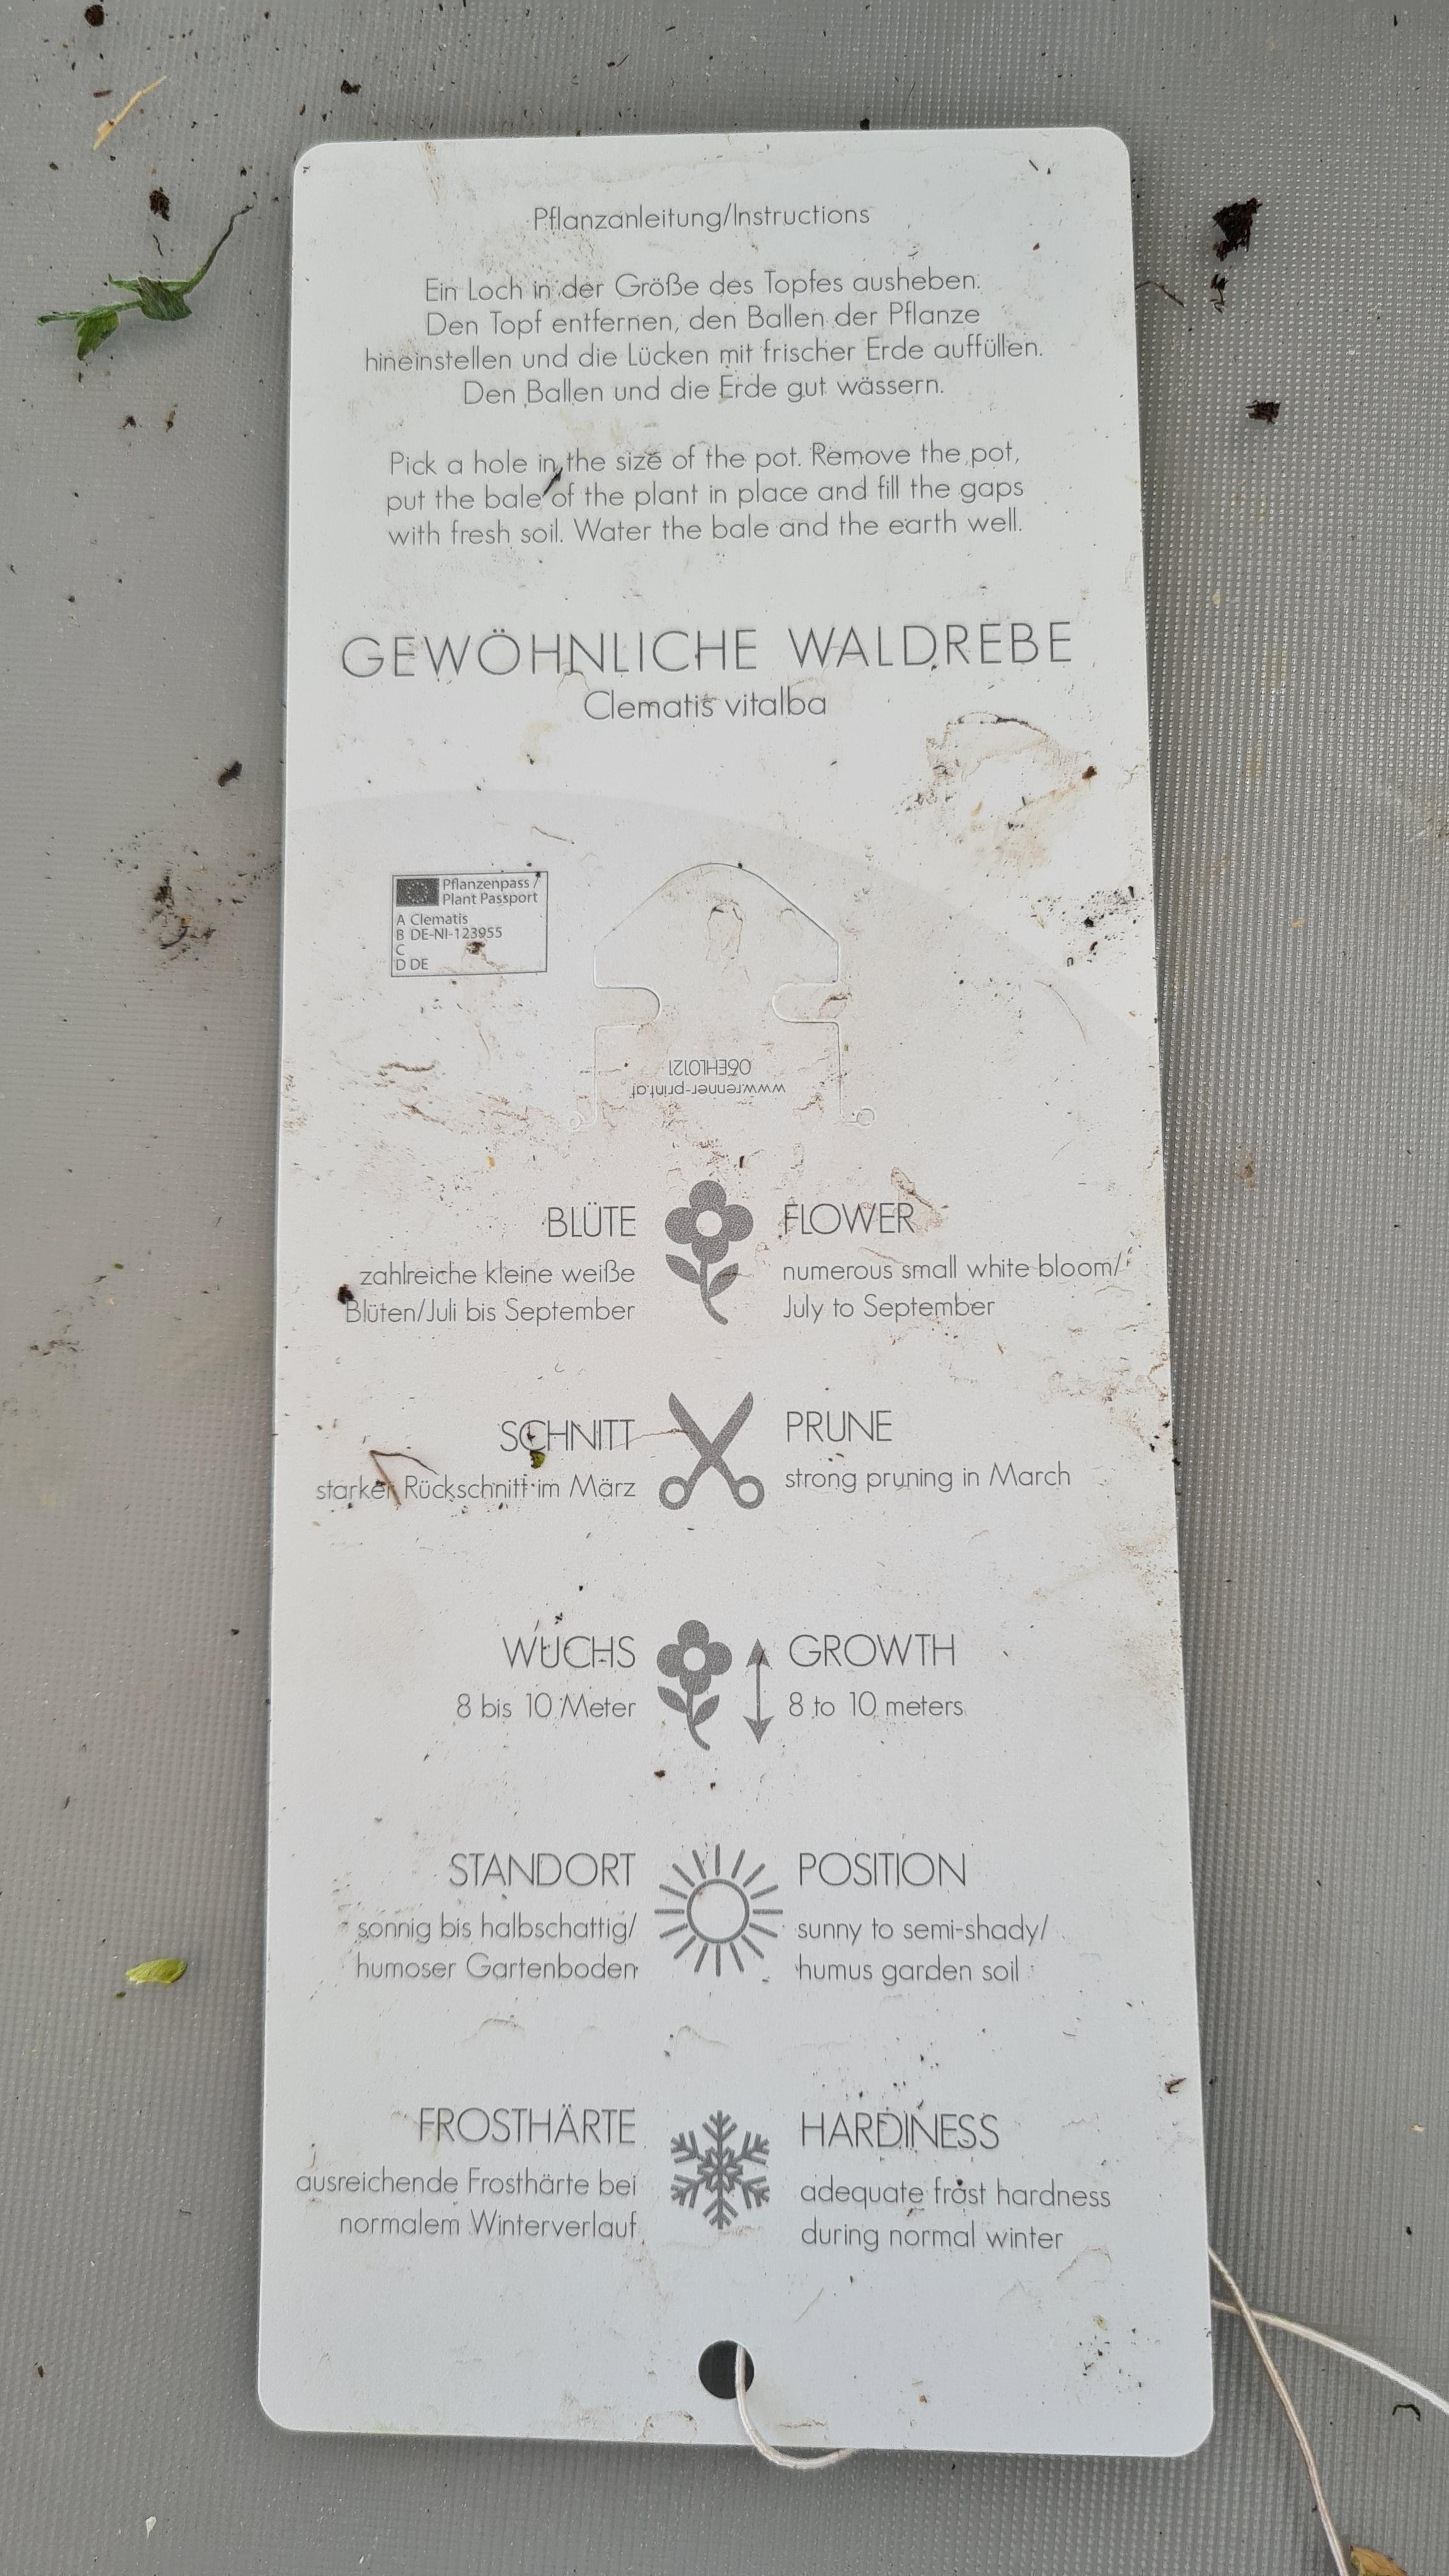 Pflanzanleitung/Instructions
Ein Loch in der Größe des Topfes ausheben.
Den Topf entfernen, den Ballen der Pflanze
hineinstellen und die Lücken mit frischer Erde auffüllen.
Den Ballen und die Erde gut wässern.
Pick a hole in the size of the pot. Remove the pot,
put the bale of the plant in place and fill the gaps
with fresh soil. Water the bale and the earth well.
GEWÖHNLICHE WALDREBE
Clematis vitalba
Pflanzenpass /
Plant Passport
A Clematis
B DE-NI-123955
C
D DE
06EHL0121
www.renner-print.at
BLÜTE
zahlreiche kleine weiße
Blüten/Juli bis September
FLOWER
numerous small white bloom/
July to September
SCHNITT
starker Rückschnitt im März
PRUNE
strong pruning in March
WUCHS
8 bis 10 Meter
GROWTH
8 to 10 meters
STANDORT
sonnig bis halbschattig/
humoser Gartenboden
POSITION
sunny to semi-shady/
humus garden soil
FROSTHÄRTE
ausreichende Frosthärte bei
normalem Winterverlauf
HARDINESS
adequate frost hardness
during normal winter